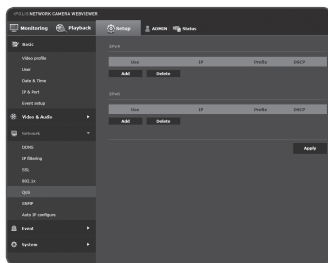 iPOLiS NETWORK CAMERA WEBVIEWER
Monitoring Playback Setup ADMIN Status
Basic
Video profile
User
Date & Time
IP & Port
Event setup
Video & Audio
Network
DDNS
IP filtering
SSL
802.1x
QoS
SNMP
Auto IP configure
Event
System
IPv4
Use IP Prefix DSCP
Add Delete
IPv6
Use IP Prefix DSCP
Add Delete
Apply